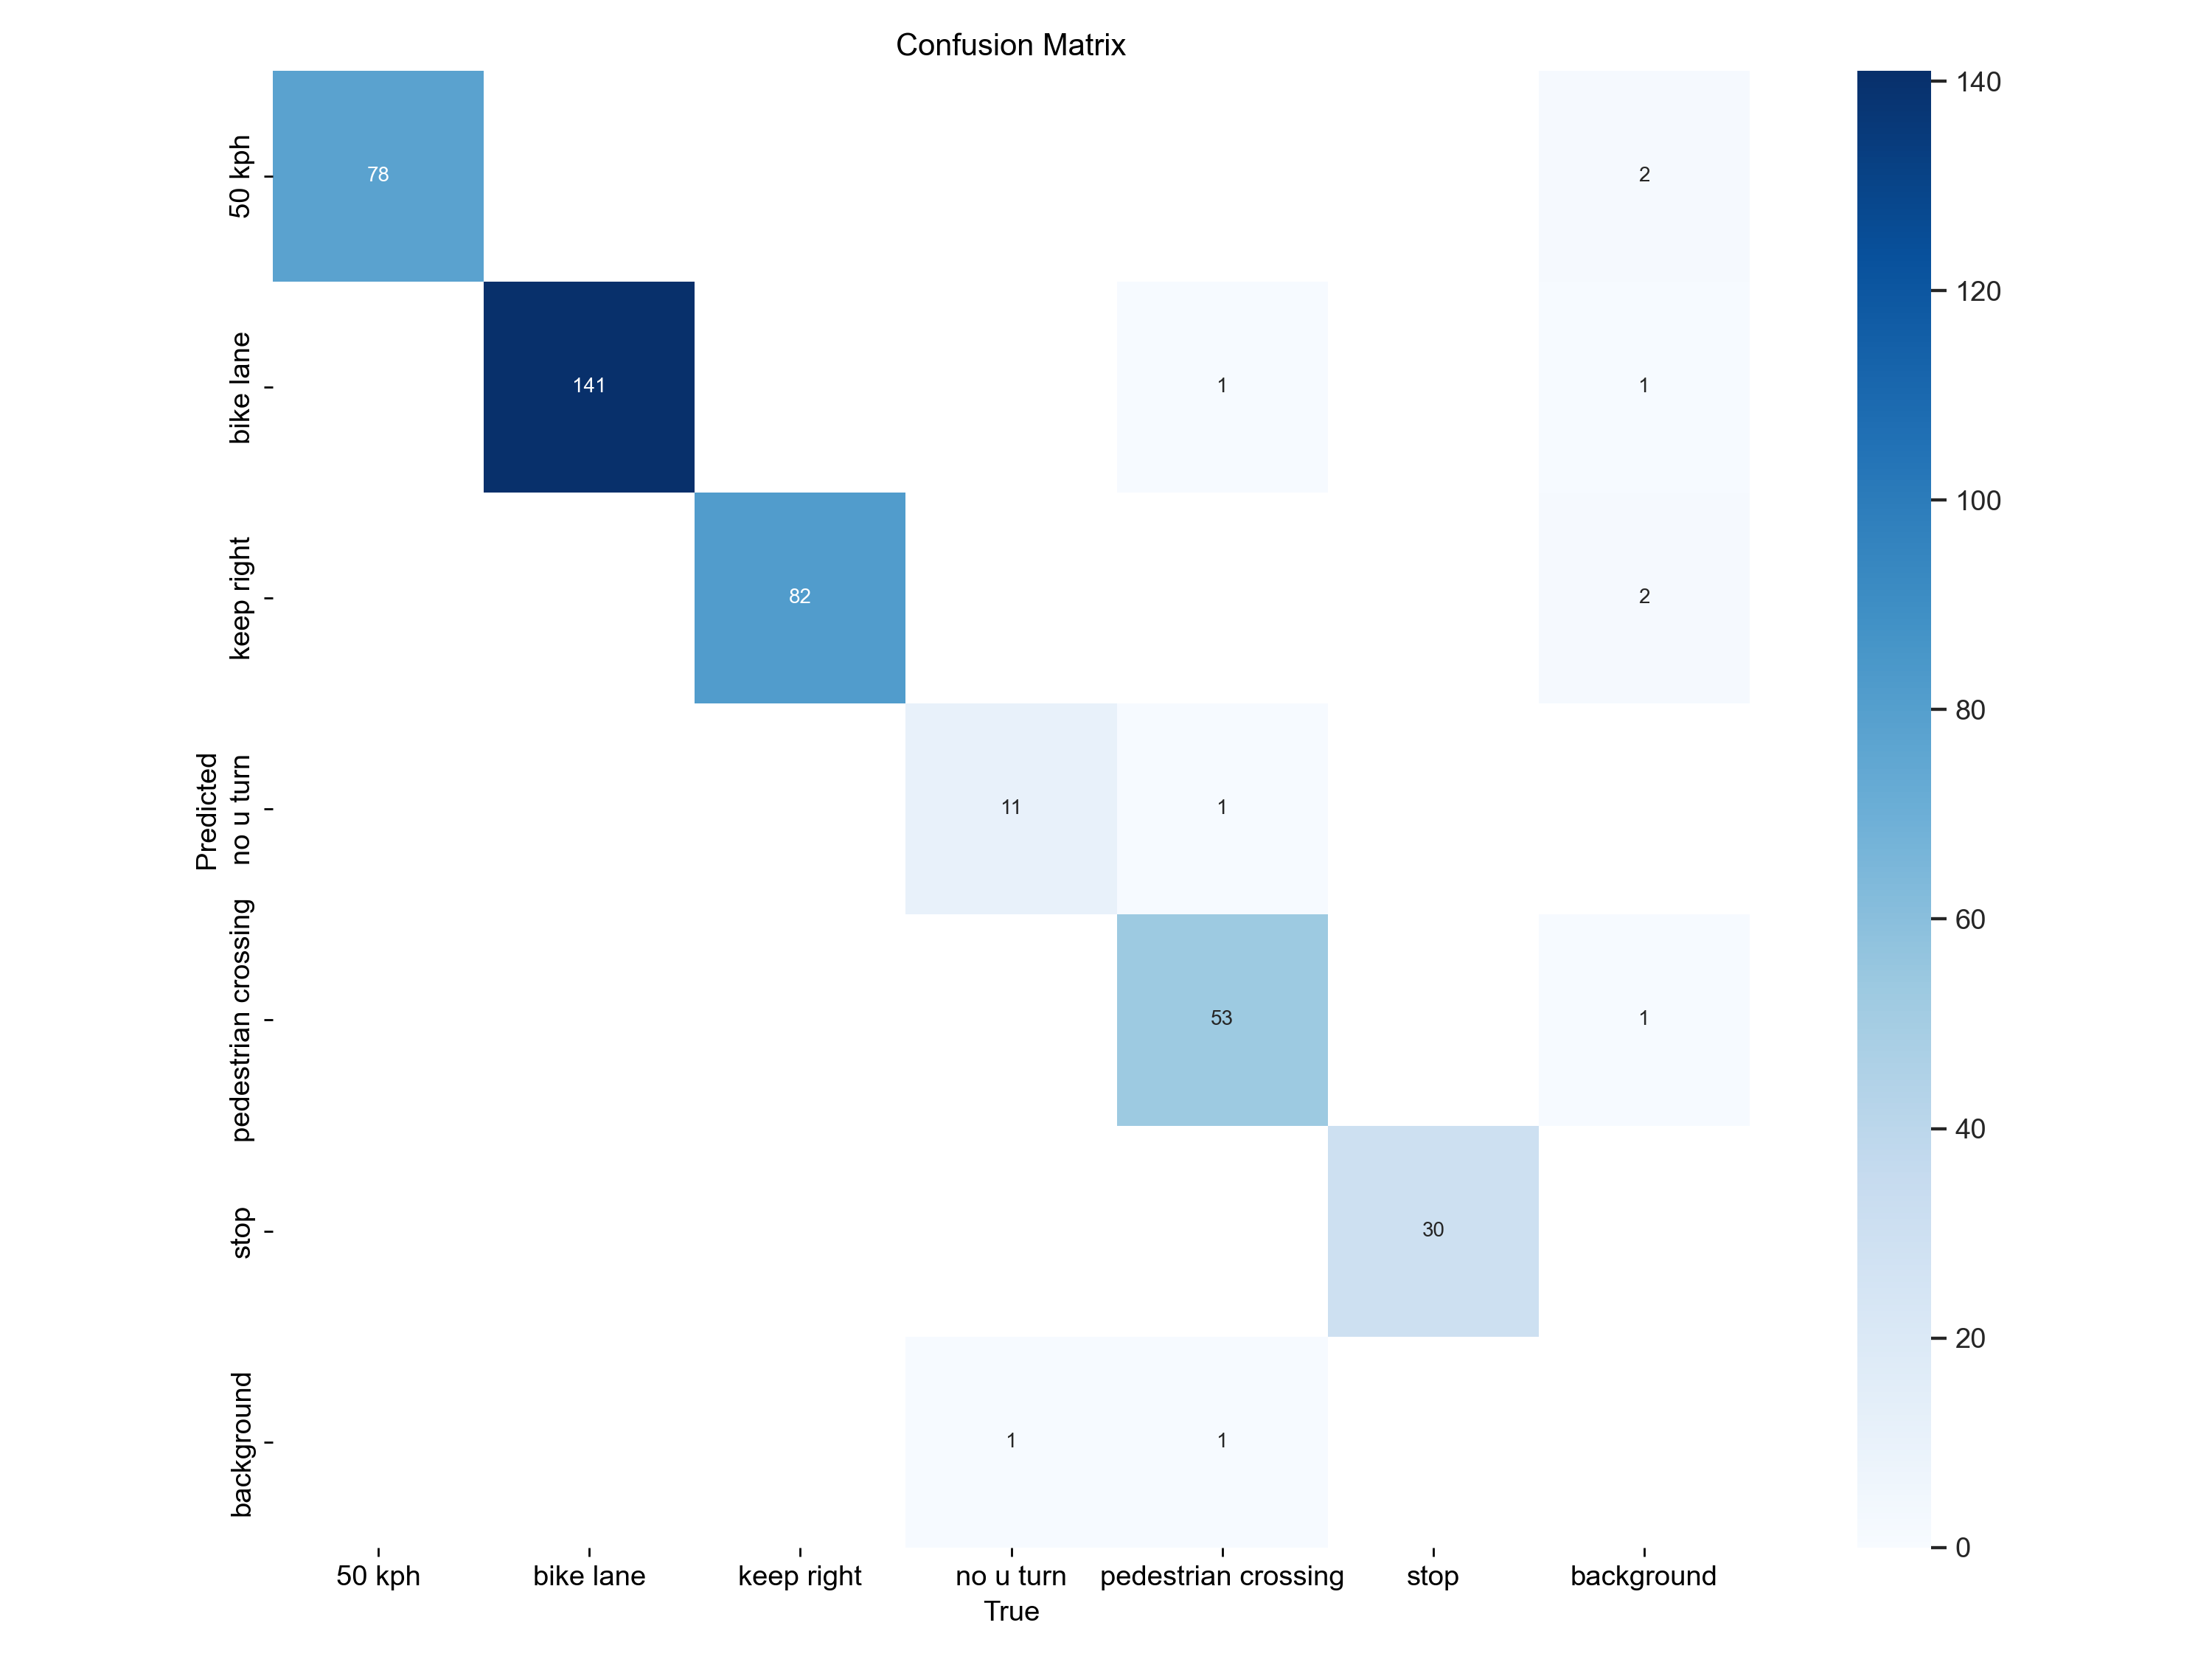 Confusion Matrix
50 kph
78
2
bike lane
141
1
1
keep right
82
2
Predicted
no u turn
11
1
pedestrian crossing
53
1
stop
30
background
1
1
50 kph
bike lane
keep right
no u turn
pedestrian crossing
stop
background
True
140
120
100
80
60
40
20
0